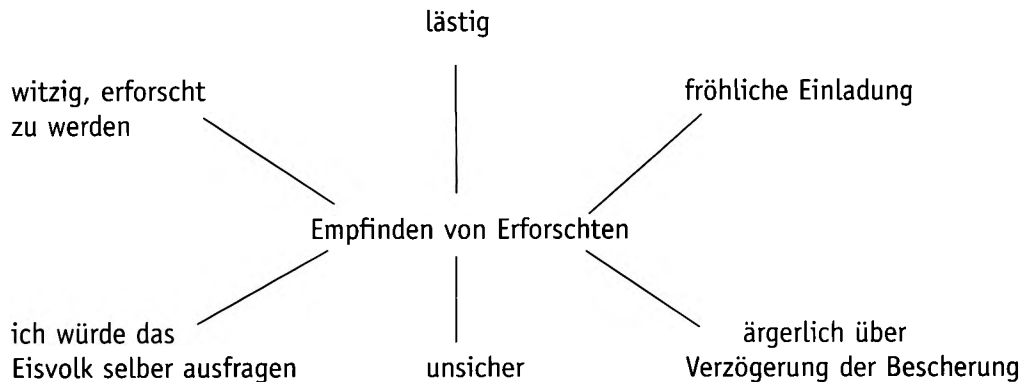 lästig
witzig, erforscht
zu werden
fröhliche Einladung
Empfinden von Erforschten
ich würde das
Eisvolk selber ausfragen
unsicher
ärgerlich über
Verzögerung der Bescherung